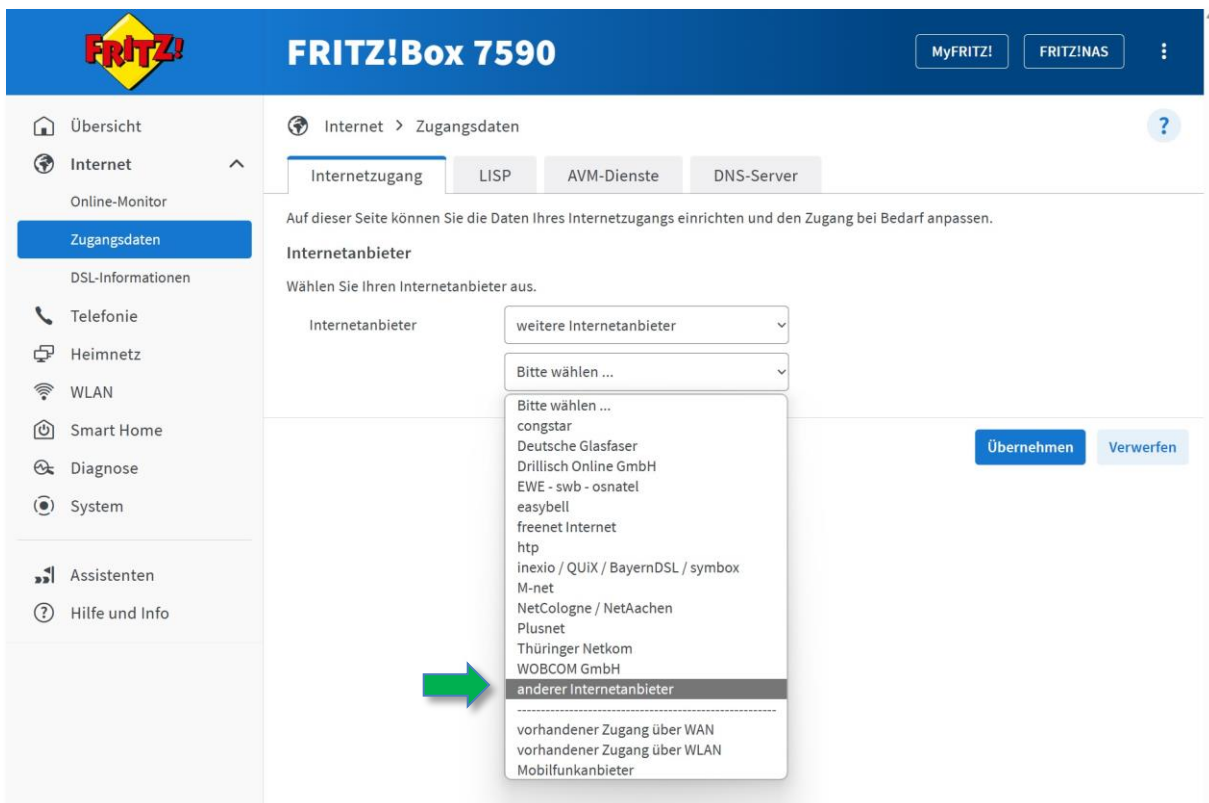 FRITZ!
FRITZ!Box 7590
MyFRITZ!
FRITZ!NAS
Übersicht
Internet
Online-Monitor
Zugangsdaten
DSL-Informationen
Telefonie
Heimnetz
WLAN
Smart Home
Diagnose
System
Assistenten
Hilfe und Info
Internet > Zugangsdaten
?
Internetzugang
LISP
AVM-Dienste
DNS-Server
Auf dieser Seite können Sie die Daten Ihres Internetzugangs einrichten und den Zugang bei Bedarf anpassen.
Internetanbieter
Wählen Sie Ihren Internetanbieter aus.
Internetanbieter
weitere Internetanbieter
Bitte wählen ...
Bitte wählen ...
congstar
Deutsche Glasfaser
Drillisch Online GmbH
EWE - swb - osnatel
easybell
freenet Internet
htp
inexio / QUiX / BayernDSL / symbox
M-net
NetCologne / NetAachen
Plusnet
Thüringer Netkom
WOBCOM GmbH
anderer Internetanbieter
------------------------------------------------------
vorhandener Zugang über WAN
vorhandener Zugang über WLAN
Mobilfunkanbieter
Übernehmen
Verwerfen